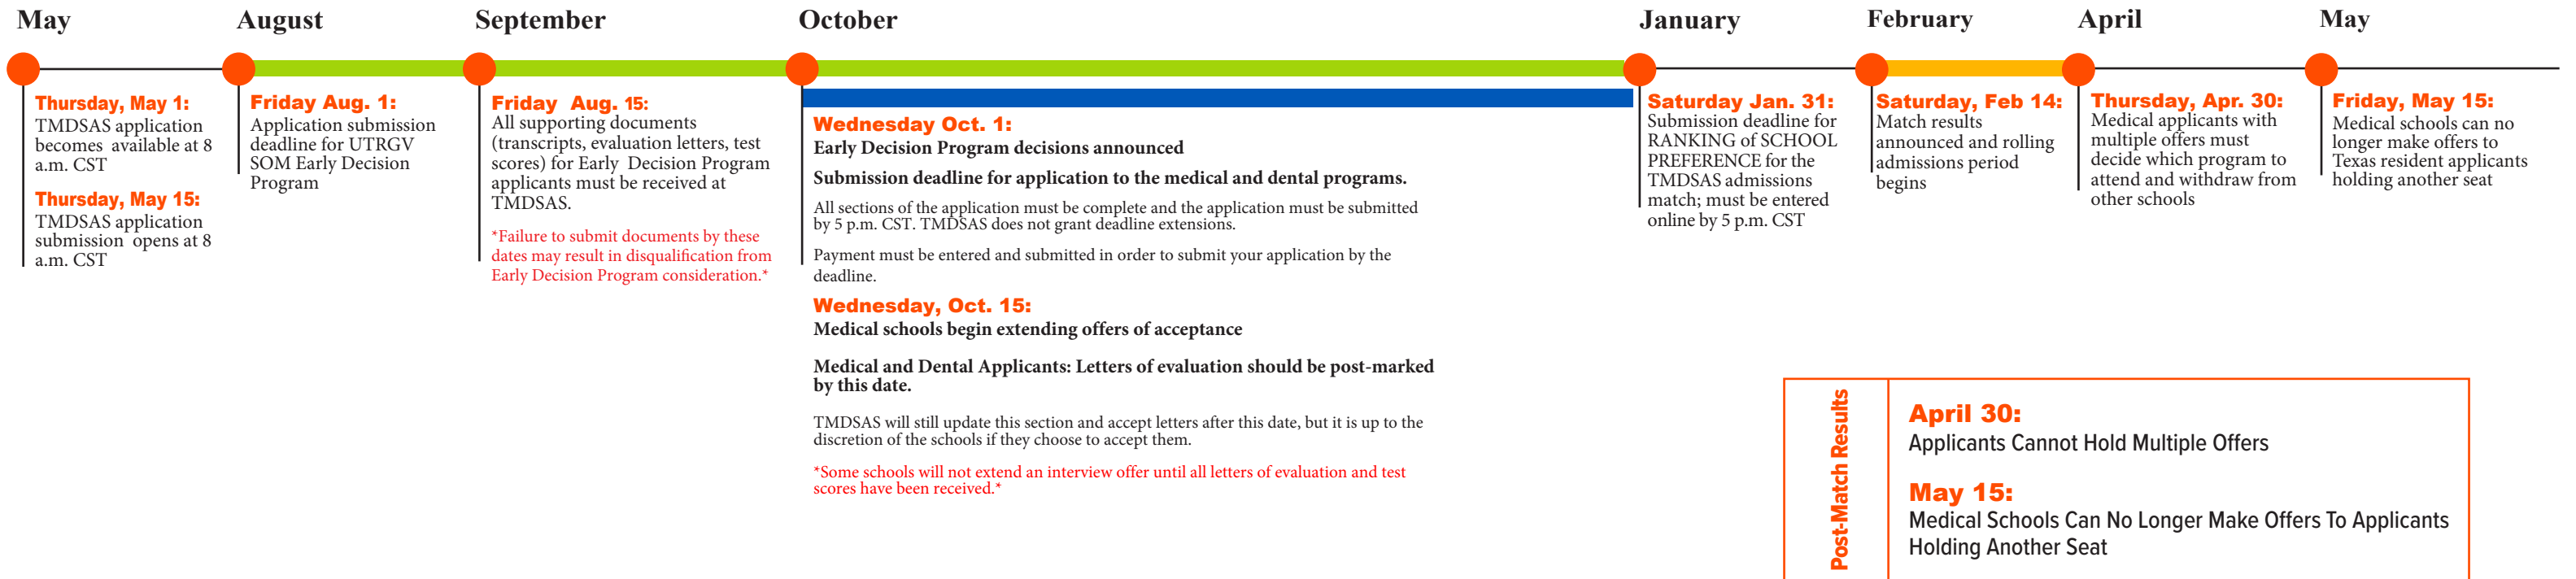 May
Thursday, May 1:
TMDSAS application
becomes available at 8
a.m. CST
Thursday, May 15:
TMDSAS application
submission opens at 8
a.m. CST
August
Friday Aug. 1:
Application submission
deadline for UTRGV
SOM Early Decision
Program
September
Friday Aug. 15:
All supporting documents
(transcripts, evaluation letters, test
scores) for Early Decision Program
applicants must be received at
TMDSAS.
*Failure to submit documents by these
dates may result in disqualification from
Early Decision Program consideration.*
October
Wednesday Oct. 1:
Early Decision Program decisions announced
Submission deadline for application to the medical and dental programs.
All sections of the application must be complete and the application must be submitted
by 5 p.m. CST. TMDSAS does not grant deadline extensions.
Payment must be entered and submitted in order to submit your application by the
deadline.
Wednesday, Oct. 15:
Medical schools begin extending offers of acceptance
Medical and Dental Applicants: Letters of evaluation should be post-marked
by this date.
TMDSAS will still update this section and accept letters after this date, but it is up to the
discretion of the schools if they choose to accept them.
*Some schools will not extend an interview offer until all letters of evaluation and test
scores have been received.*
January
Saturday Jan. 31:
Submission deadline for
RANKING of SCHOOL
PREFERENCE for the
TMDSAS admissions
match; must be entered
online by 5 p.m. CST
February
Saturday, Feb 14:
Match results
announced and rolling
admissions period
begins
April
Thursday, Apr. 30:
Medical applicants with
multiple offers must
decide which program to
attend and withdraw from
other schools
May
Friday, May 15:
Medical schools can no
longer make offers to
Texas resident applicants
holding another seat
Post-Match Results
April 30:
Applicants Cannot Hold Multiple Offers
May 15:
Medical Schools Can No Longer Make Offers To Applicants
Holding Another Seat